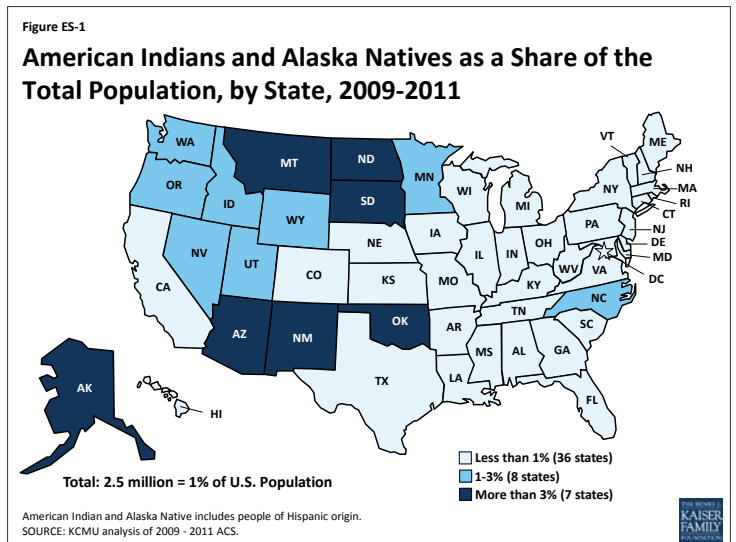 Figure ES-1
American Indians and Alaska Natives as a Share of the
Total Population, by State, 2009-2011
WA
OR
ID
MT
ND
SD
WY
NV
UT
CA
AZ
NM
CO
NE
KS
OK
TX
MN
IA
MO
AR
LA
WI
IL
IN
MI
OH
KY
TN
MS
AL
GA
FL
SC
NC
VA
WV
PA
NY
VT
ME
NH
MA
RI
CT
NJ
DE
MD
DC
AK
HI
Less than 1% (36 states)
1-3% (8 states)
More than 3% (7 states)
Total: 2.5 million = 1% of U.S. Population
American Indian and Alaska Native includes people of Hispanic origin.
SOURCE: KCMU analysis of 2009 - 2011 ACS.
THE HENRY J.
KAISER
FAMILY
FOUNDATION